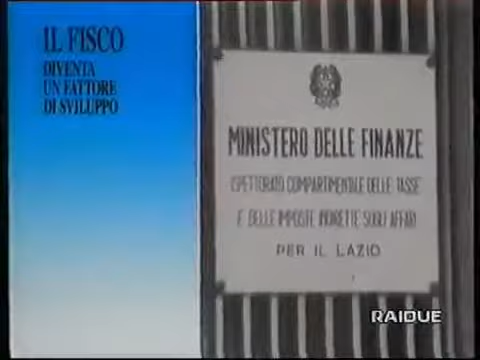 IL FISCO
DIVENTA
UN FATTORE
DI SVILUPPO
MINISTERO DELLE FINANZE
ISPETTORATO COMPARTIMENTALE DELLE TASSE
E DELLE IMPOSTE INDIRETTE SUGLI AFFARI
PER IL LAZIO
RAIDUE